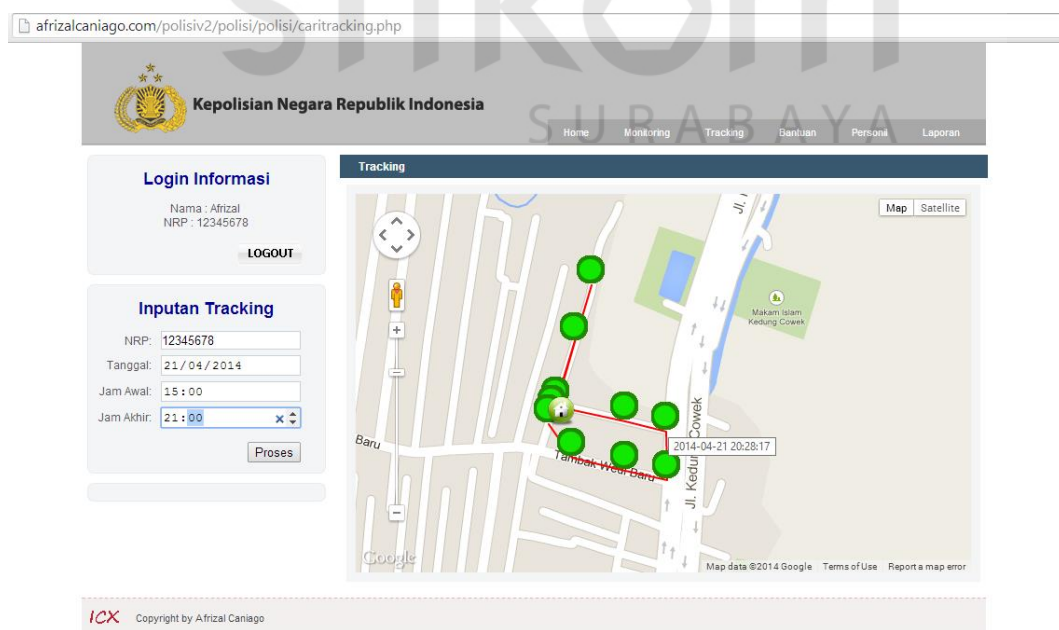 stikom
SURABAYA
afrizalcaniago.com/polisiv2/polisi/polisi/caritracking.php
Kepolisian Negara Republik Indonesia
Home Monitoring Tracking Bantuan Personil Laporan
Login Informasi
Nama : Afrizal
NRP : 12345678
LOGOUT
Inputan Tracking
NRP: 12345678
Tanggal: 21/04/2014
Jam Awal: 15:00
Jam Akhir: 21:00
Proses
Tracking
Map Satellite
Makam Islam
Kedung Cowek
Baru
Tambak Wedi Baru
2014-04-21 20:28:17
Jl. Kedung Cowek
Google
Map data ©2014 Google Terms of Use Report a map error
ICX Copyright by Afrizal Caniago